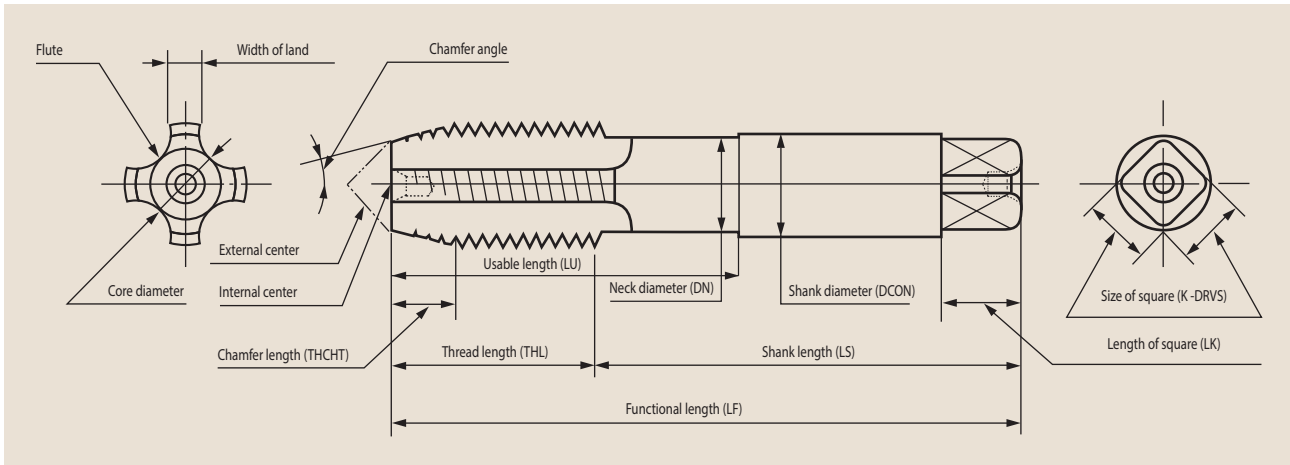 Flute
Width of land
Chamfer angle
External center
Core diameter
Internal center
Usable length (LU)
Neck diameter (DN)
Shank diameter (DCON)
Size of square (K -DRVS)
Chamfer length (THCHT)
Thread length (THL)
Shank length (LS)
Length of square (LK)
Functional length (LF)